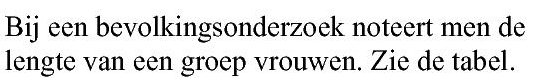 Bij een bevolkingsonderzoek noteert men de
lengte van een groep vrouwen. Zie de tabel.